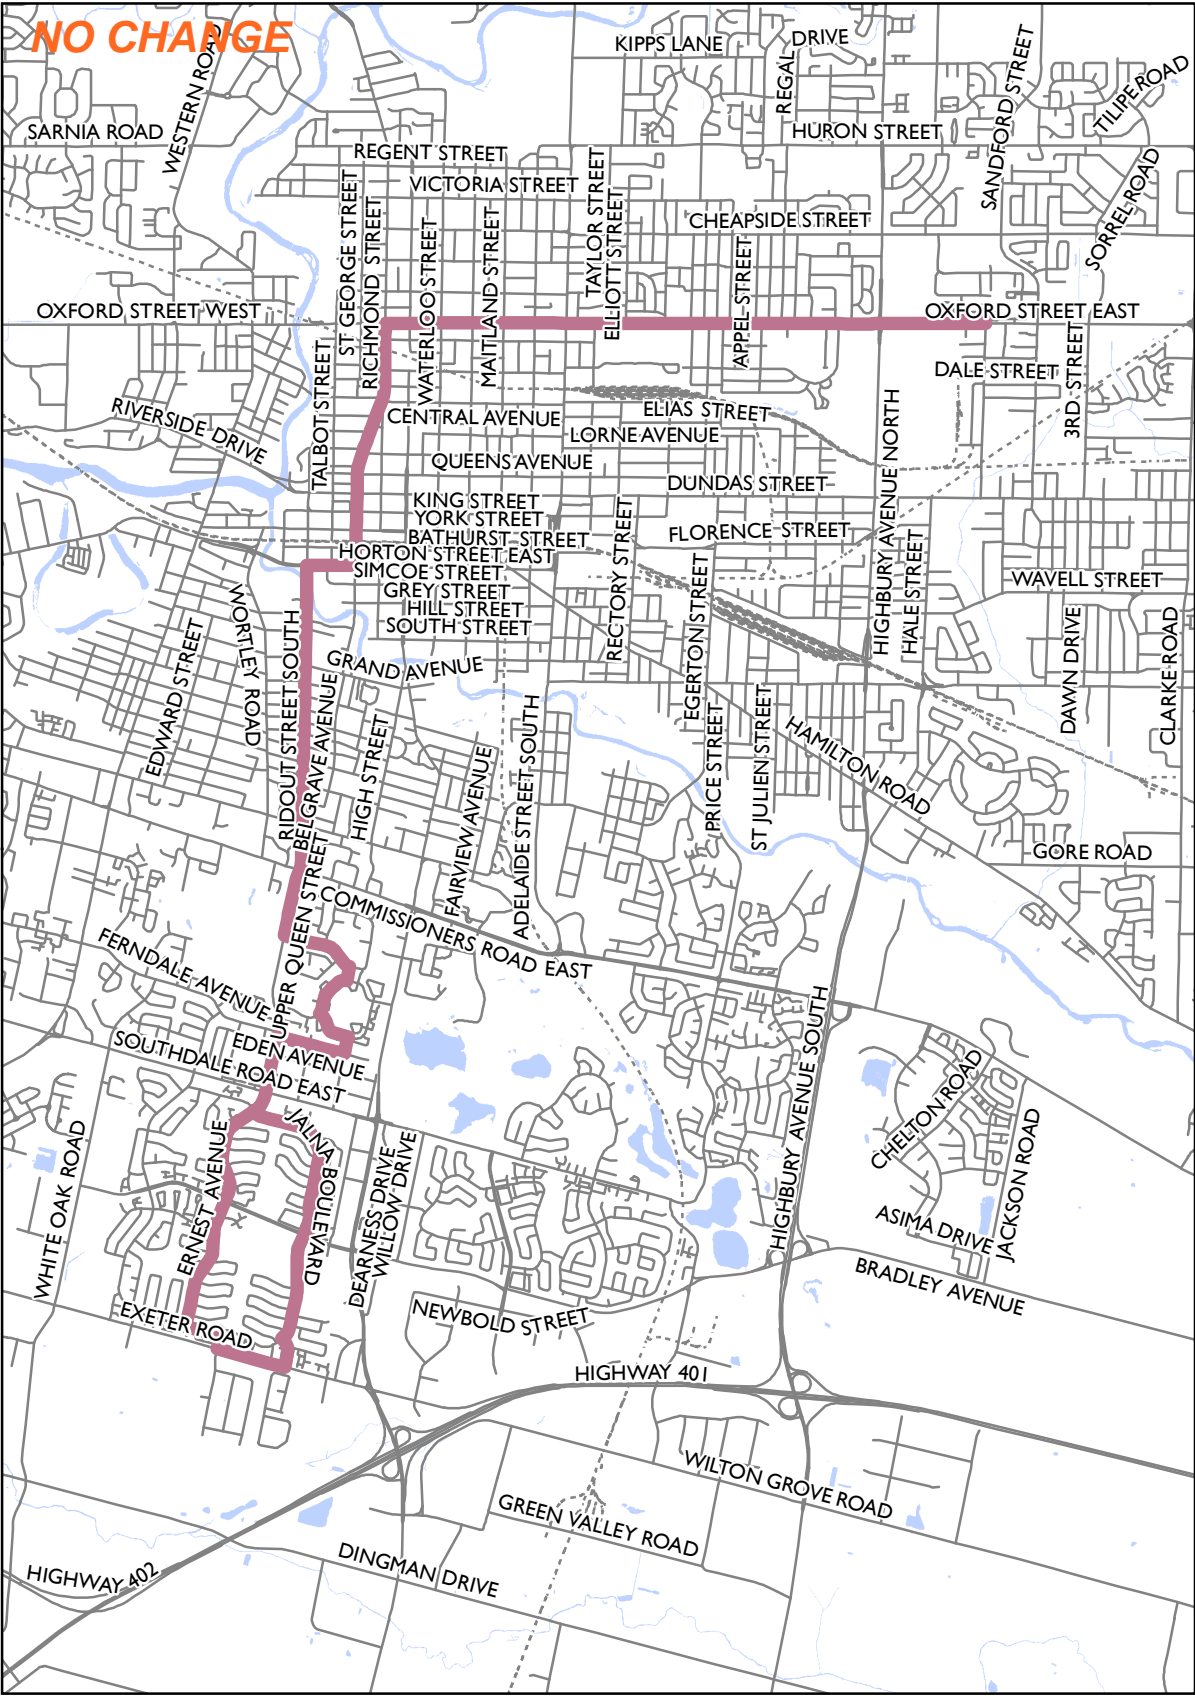 NO CHANGE
KIPPS LANE
REGAL DRIVE
SANDFORD STREET
TILIPE ROAD
WESTERN ROAD
SARNIA ROAD
HURON STREET
REGENT STREET
VICTORIA STREET
TAYLOR STREET
ELLIOTT STREET
CHEAPSIDE STREET
SORREL ROAD
ST GEORGE STREET
RICHMOND STREET
WATERLOO STREET
MAITLAND STREET
APPEL STREET
OXFORD STREET WEST
OXFORD STREET EAST
TALBOT STREET
DALE STREET
3RD. STREET
RIVERSIDE DRIVE
CENTRAL AVENUE
ELIAS STREET
LORNE AVENUE
QUEENS AVENUE
DUNDAS STREET
HIGHBURY AVENUE NORTH
KING STREET
YORK STREET
BATHURST STREET
FLORENCE STREET
HORTON STREET EAST
SIMCOE STREET
GREY STREET
HILL STREET
SOUTH STREET
RECTORY STREET
EGERTON STREET
HALE STREET
WAVELL STREET
DAWN DRIVE
CLARKE ROAD
WORTLEY ROAD
EDWARD STREET
RIDOUT STREET SOUTH
BELGRAVE AVENUE
GRAND AVENUE
HIGH STREET
FAIRVIEW AVENUE
ADELAIDE STREET SOUTH
PRICE STREET
ST JULIEN STREET
HAMILTON ROAD
GORE ROAD
UPPER QUEEN STREET
COMMISSIONERS ROAD EAST
FERNDALE AVENUE
EDEN AVENUE
SOUTHDALE ROAD EAST
HIGHBURY AVENUE SOUTH
CHELTON ROAD
JACKSON ROAD
ASIMA DRIVE
BRADLEY AVENUE
WHITE OAK ROAD
ERNEST AVENUE
JALNA BOULEVARD
DEARNESS DRIVE
WILLOW DRIVE
EXETER ROAD
NEWBOLD STREET
HIGHWAY 401
WILTON GROVE ROAD
GREEN VALLEY ROAD
DINGMAN DRIVE
HIGHWAY 402